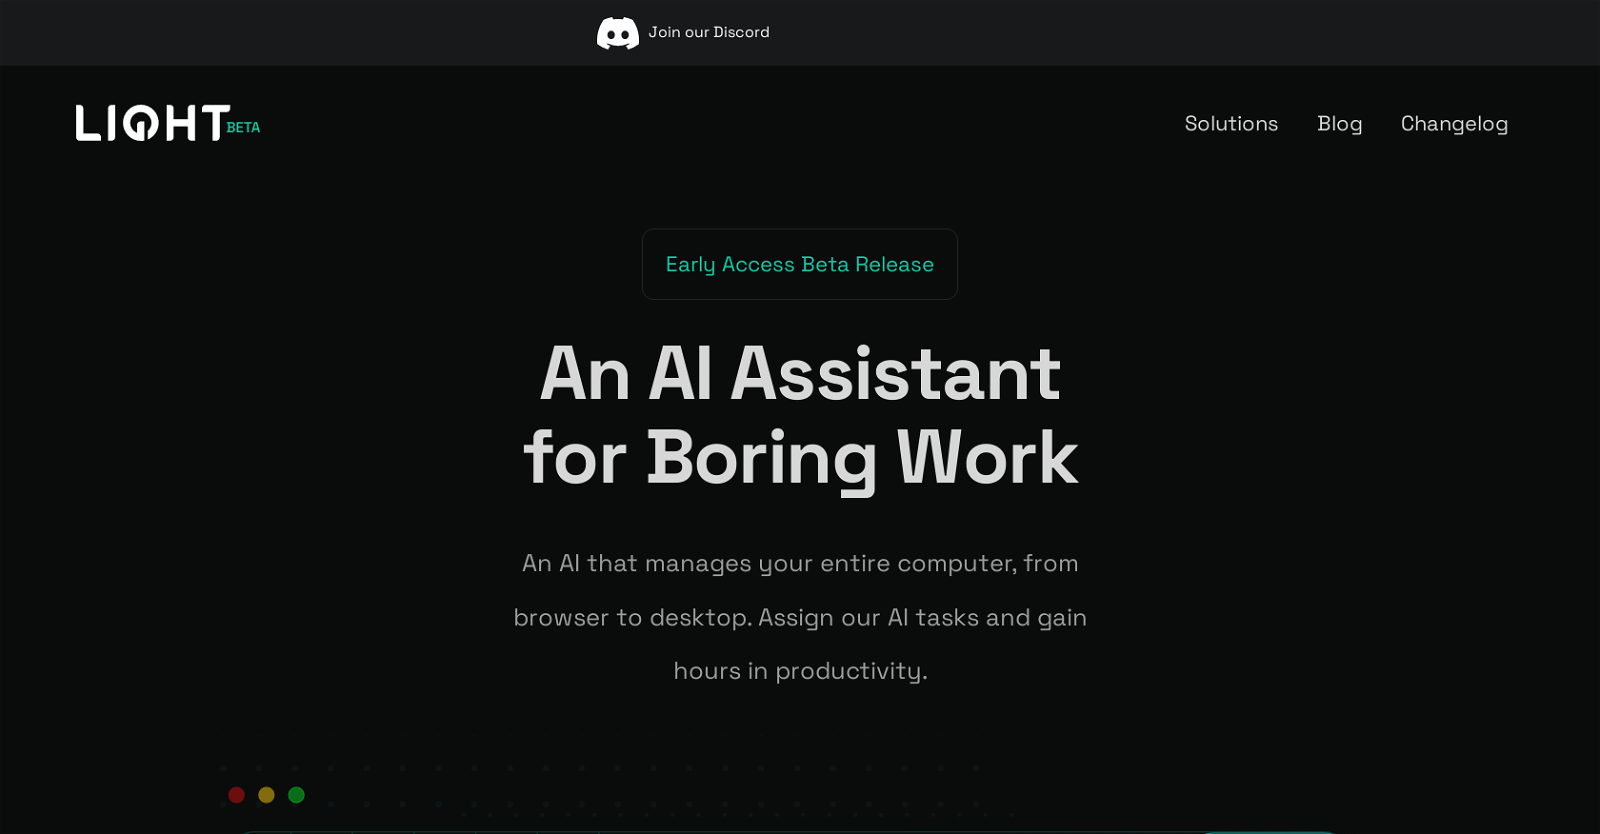 Join our Discord
LIGHT BETA
Solutions Blog Changelog
Early Access Beta Release
An AI Assistant
for Boring Work
An AI that manages your entire computer, from
browser to desktop. Assign our AI tasks and gain
hours in productivity.